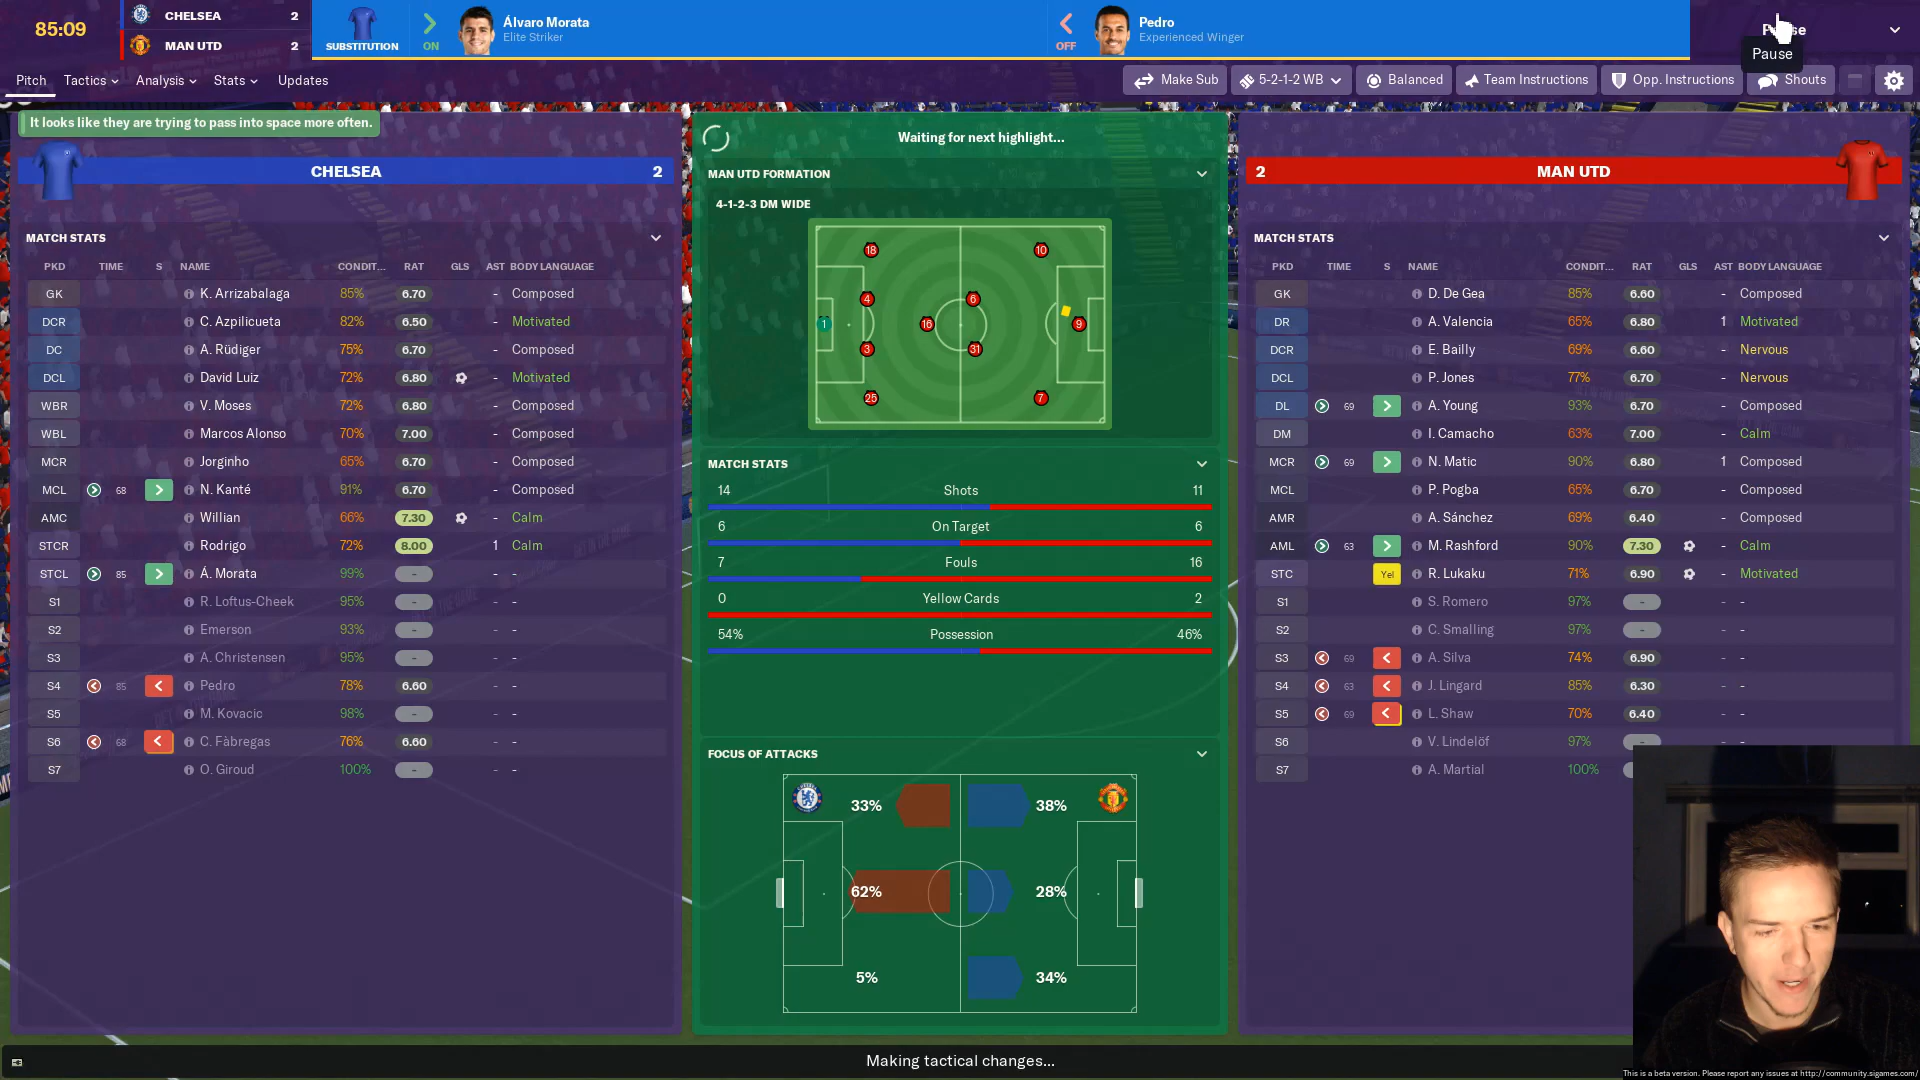 85:09
CHELSEA 2
MAN UTD 2
SUBSTITUTION
ON
Álvaro Morata
Elite Striker
OFF
Pedro
Experienced Winger
Pause
Pitch Tactics Analysis Stats Updates
Make Sub 5-2-1-2 WB Balanced Team Instructions Opp. Instructions Shouts
It looks like they are trying to pass into space more often.
CHELSEA 2
MATCH STATS
PKD TIME S NAME CONDIT... RAT GLS AST BODY LANGUAGE
GK K. Arrizabalaga 85% 6.70 - Composed
DCR C. Azpilicueta 82% 6.50 - Motivated
DC A. Rüdiger 75% 6.70 - Composed
DCL David Luiz 72% 6.80 - Motivated
WBR V. Moses 72% 6.80 - Composed
WBL Marcos Alonso 70% 7.00 - Composed
MCR Jorginho 65% 6.70 - Composed
MCL 68 N. Kanté 91% 6.70 - Composed
AMC Willian 66% 7.30 - Calm
STCR Rodrigo 72% 8.00 1 Calm
STCL 85 Á. Morata 99% - - -
S1 R. Loftus-Cheek 95% - - -
S2 Emerson 93% - - -
S3 A. Christensen 95% - - -
S4 85 Pedro 78% 6.60 - -
S5 M. Kovacic 98% - - -
S6 68 C. Fàbregas 76% 6.60 - -
S7 O. Giroud 100% - - -
Waiting for next highlight...
MAN UTD FORMATION
4-1-2-3 DM WIDE
18 10
4 6
1 16 9
3 31
25 7
MATCH STATS
14 Shots 11
6 On Target 6
7 Fouls 16
0 Yellow Cards 2
54% Possession 46%
FOCUS OF ATTACKS
33% 38%
62% 28%
5% 34%
2 MAN UTD
MATCH STATS
PKD TIME S NAME CONDIT... RAT GLS AST BODY LANGUAGE
GK D. De Gea 85% 6.60 - Composed
DR A. Valencia 65% 6.80 1 Motivated
DCR E. Bailly 69% 6.60 - Nervous
DCL P. Jones 77% 6.70 - Nervous
DL 69 A. Young 93% 6.70 - Composed
DM I. Camacho 63% 7.00 - Calm
MCR 69 N. Matic 90% 6.80 1 Composed
MCL P. Pogba 65% 6.70 - Composed
AMR A. Sánchez 69% 6.40 - Composed
AML 63 M. Rashford 90% 7.30 - Calm
STC Yel R. Lukaku 71% 6.90 - Motivated
S1 S. Romero 97% - - -
S2 C. Smalling 97% - - -
S3 69 A. Silva 74% 6.90 - -
S4 63 J. Lingard 85% 6.30 - -
S5 69 L. Shaw 70% 6.40 - -
S6 V. Lindelöf 97% - - -
S7 A. Martial 100%
Making tactical changes...
This is a beta version. Please report any issues at http://community.sigames.com/